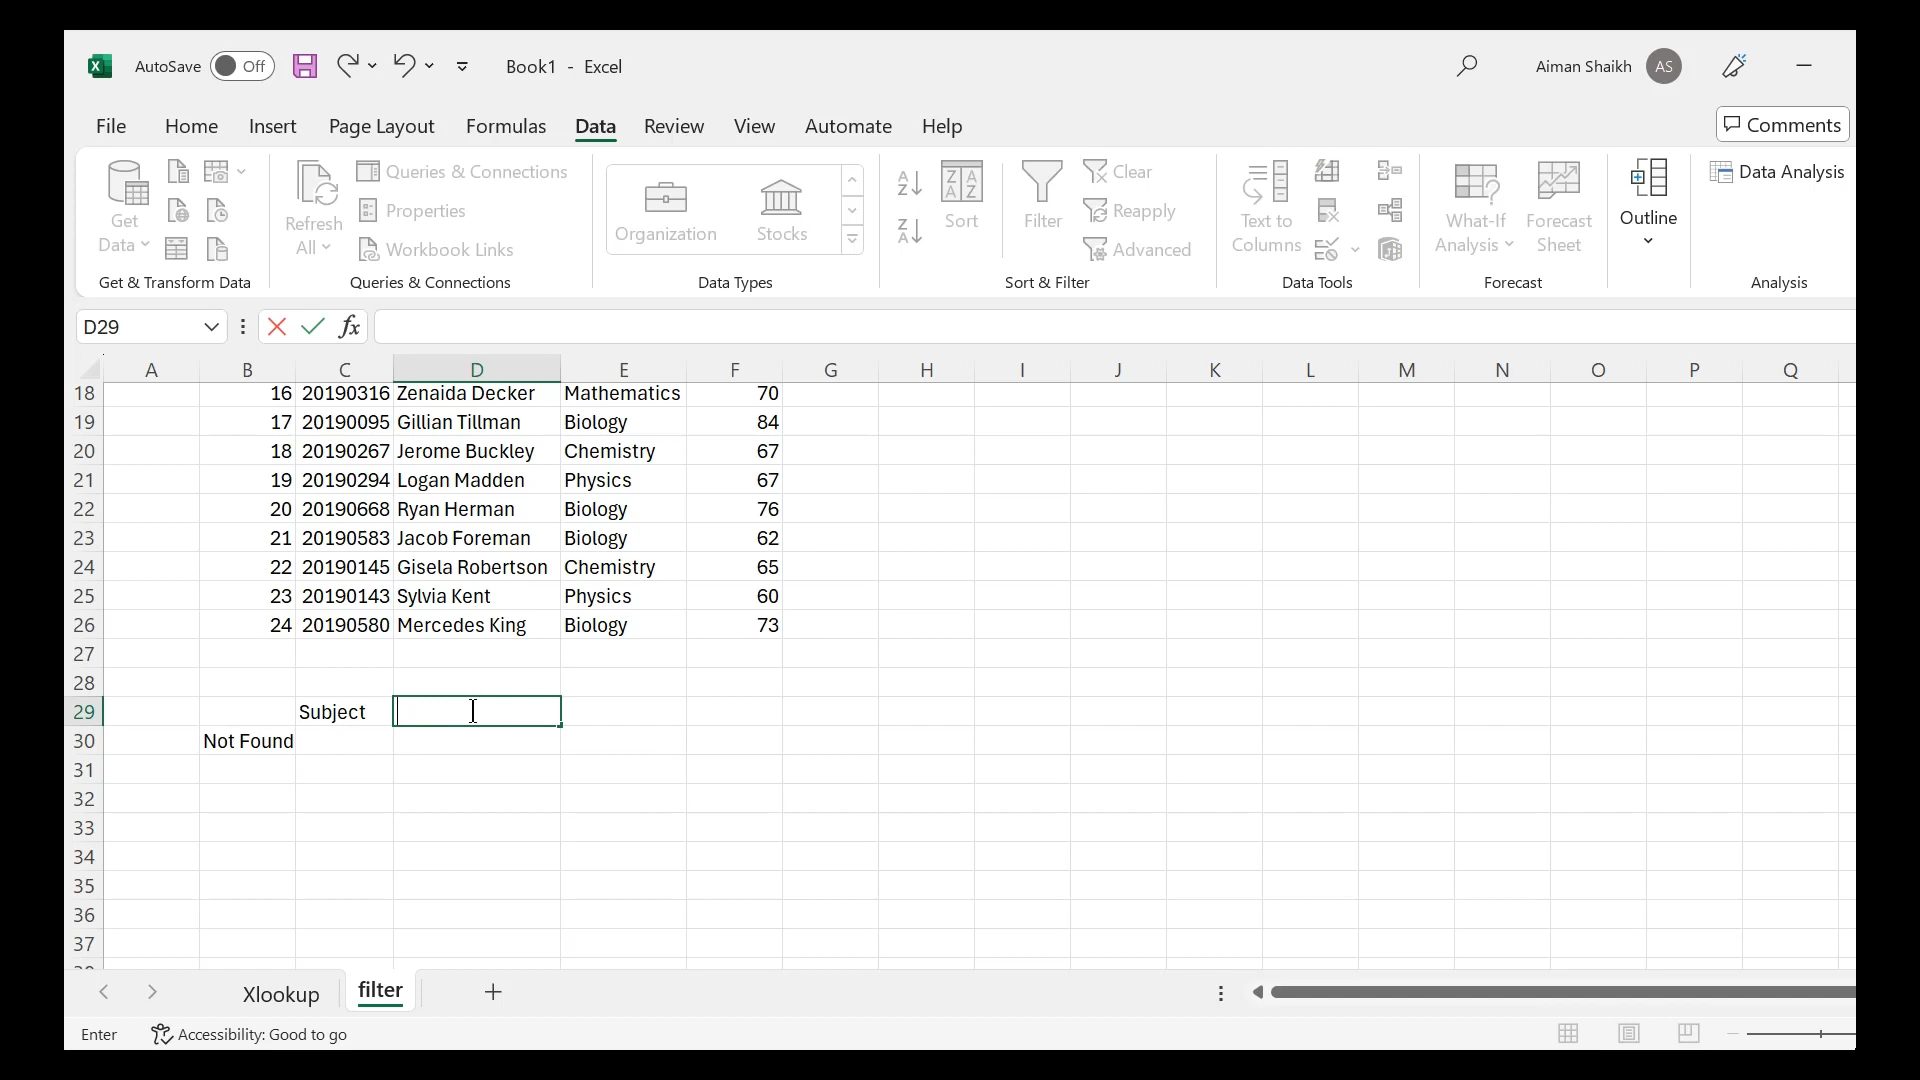 AutoSave Off Book1 - Excel Aiman Shaikh AS
File Home Insert Page Layout Formulas Data Review View Automate Help Comments
Get Data
Refresh All
Queries & Connections
Properties
Workbook Links
Organization
Stocks
Sort
Filter
Clear
Reapply
Advanced
Text to Columns
What-If Analysis
Forecast Sheet
Outline
Data Analysis
Get & Transform Data Queries & Connections Data Types Sort & Filter Data Tools Forecast Analysis
D29 fx
A B C D E F G H I J K L M N O P Q
18 16 20190316 Zenaida Decker Mathematics 70
19 17 20190095 Gillian Tillman Biology 84
20 18 20190267 Jerome Buckley Chemistry 67
21 19 20190294 Logan Madden Physics 67
22 20 20190668 Ryan Herman Biology 76
23 21 20190583 Jacob Foreman Biology 62
24 22 20190145 Gisela Robertson Chemistry 65
25 23 20190143 Sylvia Kent Physics 60
26 24 20190580 Mercedes King Biology 73
27
28
29 Subject
30 Not Found
31
32
33
34
35
36
37
Xlookup filter
Enter Accessibility: Good to go